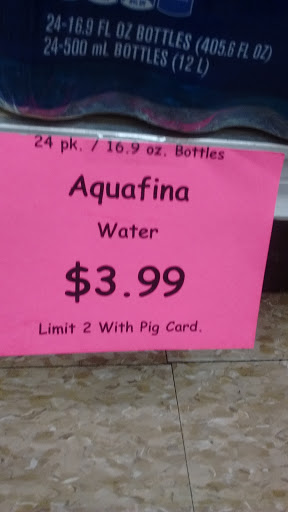 24-16.9 FL OZ BOTTLES (405.6 FL OZ)
24-500 mL BOTTLES (12 L)
24 pk. / 16.9 oz. Bottles
Aquafina
Water
$3.99
Limit 2 With Pig Card.